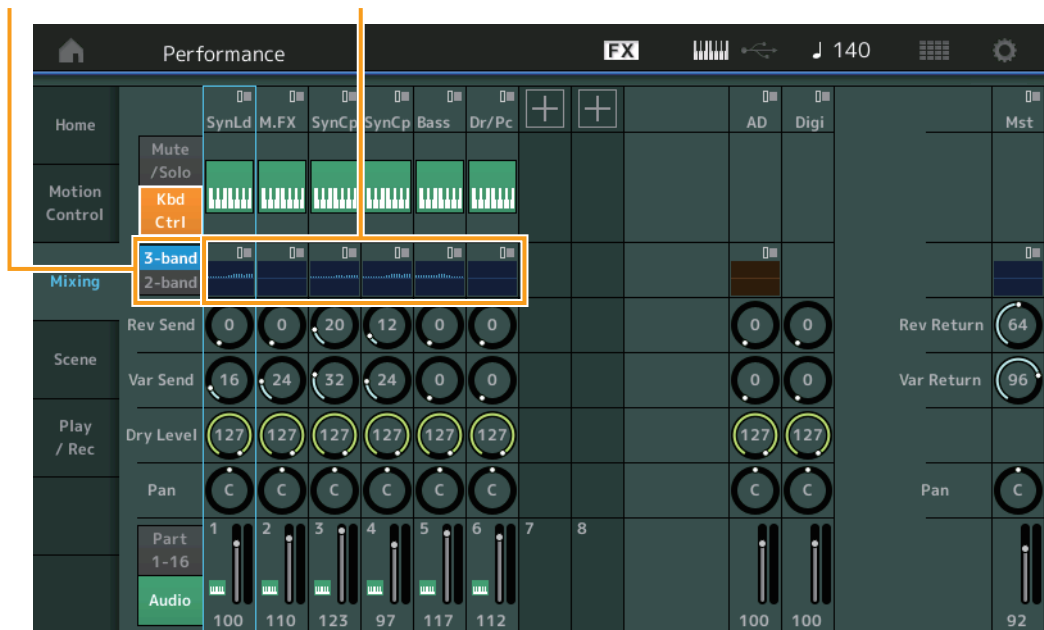 Performance FX 140
Home
Motion
Control
Mixing
Scene
Play
/ Rec
SynLd M.FX SynCp SynCp Bass Dr/Pc AD Digi Mst
Mute
/Solo
Kbd
Ctrl
3-band
2-band
Rev Send 0 0 20 12 0 0 0 0 Rev Return 64
Var Send 16 24 32 24 0 0 0 0 Var Return 96
Dry Level 127 127 127 127 127 127 127 127
Pan C C C C C C C C Pan C
Part
1-16
Audio
1 2 3 4 5 6 7 8
100 110 123 97 117 112 100 100 92